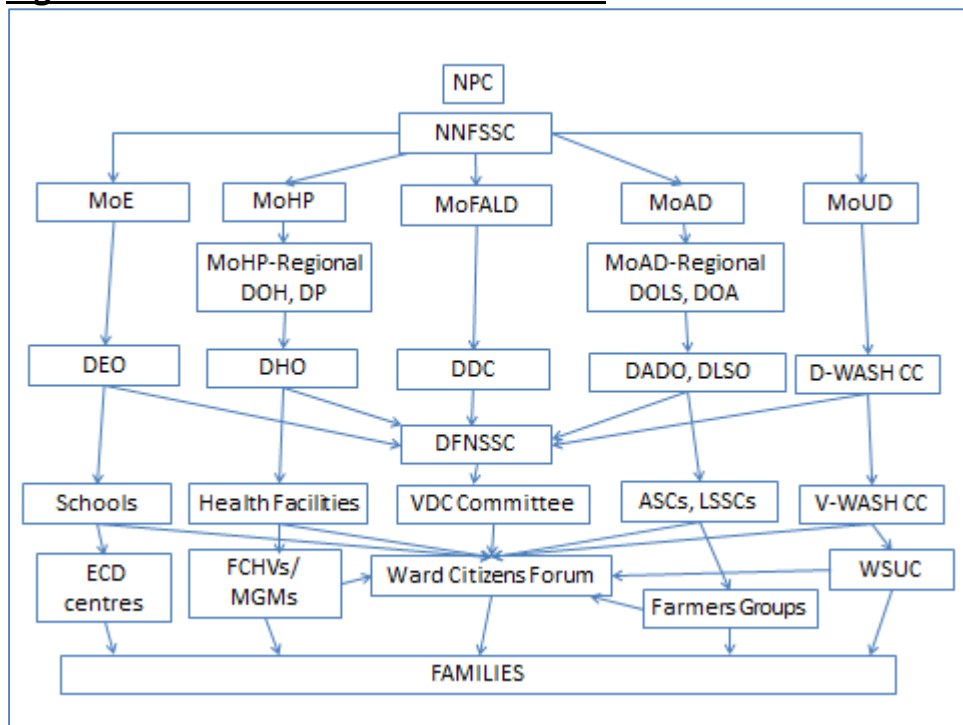 NPC
NNFSSC
MoE
MoHP
MoFALD
MoAD
MoUD
MoHP-Regional
DOH, DP
MoAD-Regional
DOLS, DOA
DEO
DHO
DDC
DADO, DLSO
D-WASH CC
DFNSSC
Schools
Health Facilities
VDC Committee
ASCs, LSSCs
V-WASH CC
ECD
centres
FCHVs/
MGMs
Ward Citizens Forum
WSUC
Farmers Groups
FAMILIES